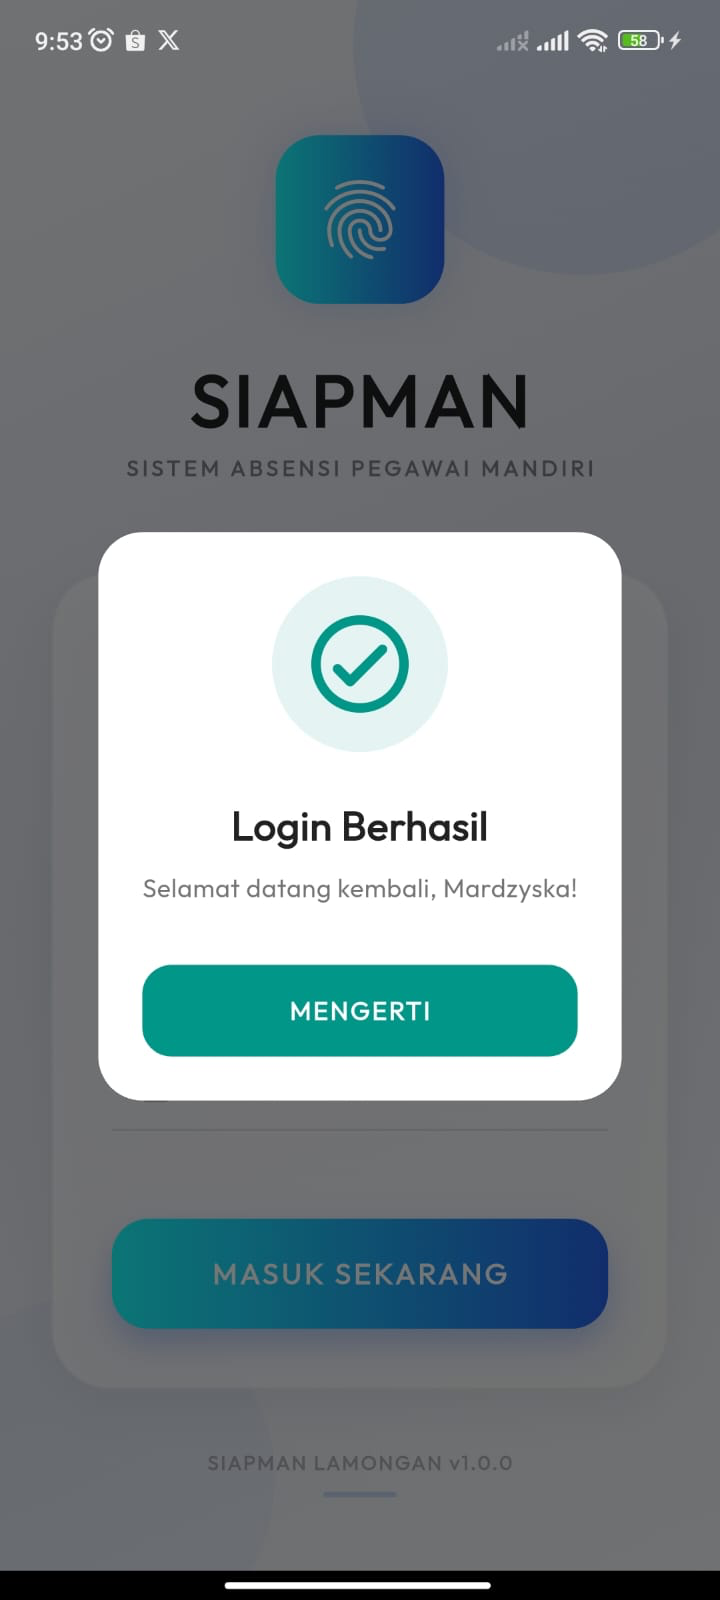 9:53
58
SIAPMAN
SISTEM ABSENSI PEGAWAI MANDIRI
Login Berhasil
Selamat datang kembali, Mardzyska!
MENGERTI
MASUK SEKARANG
SIAPMAN LAMONGAN v1.0.0